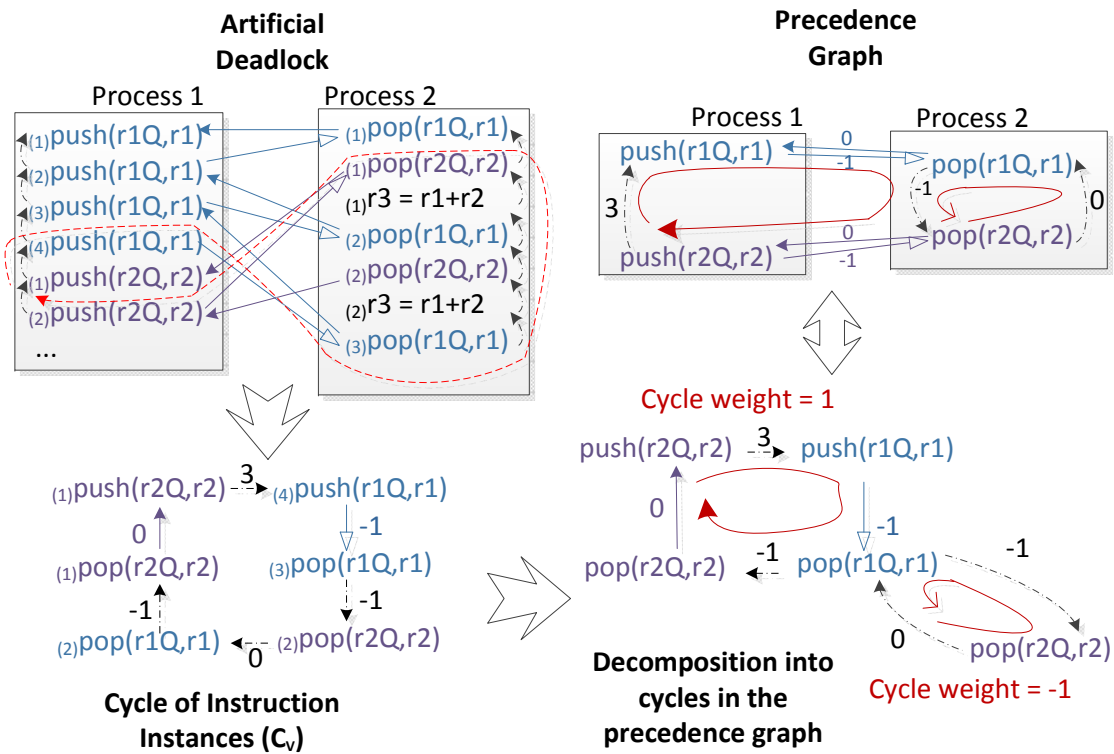 Artificial
Deadlock
Process 1
Process 2
(1)push(r1Q,r1)
(2)push(r1Q,r1)
(3)push(r1Q,r1)
(4)push(r1Q,r1)
(1)push(r2Q,r2)
(2)push(r2Q,r2)
...
(1)pop(r1Q,r1)
(1)pop(r2Q,r2)
(1)r3 = r1+r2
(2)pop(r1Q,r1)
(2)pop(r2Q,r2)
(2)r3 = r1+r2
(3)pop(r1Q,r1)
Precedence
Graph
Process 1
Process 2
push(r1Q,r1)
0
-1
pop(r1Q,r1)
3
-1
0
push(r2Q,r2)
0
-1
pop(r2Q,r2)
(1)push(r2Q,r2)
3
(4)push(r1Q,r1)
0
-1
(1)pop(r2Q,r2)
(3)pop(r1Q,r1)
-1
-1
(2)pop(r1Q,r1)
0
(2)pop(r2Q,r2)
Cycle of Instruction
Instances (Cv)
Cycle weight = 1
push(r2Q,r2)
3
push(r1Q,r1)
0
-1
pop(r2Q,r2)
-1
pop(r1Q,r1)
-1
0
pop(r2Q,r2)
Cycle weight = -1
Decomposition into
cycles in the
precedence graph